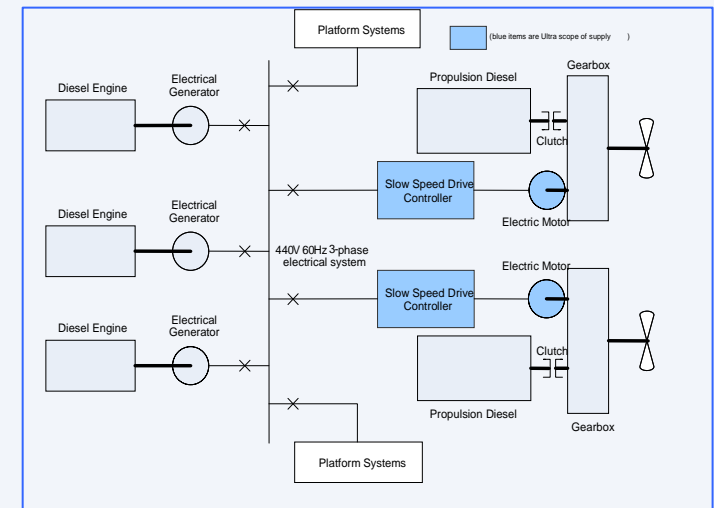 Platform Systems
(blue items are Ultra scope of supply )
Diesel Engine
Electrical
Generator
Propulsion Diesel
Gearbox
Clutch
Slow Speed Drive
Controller
Electric Motor
Diesel Engine
Electrical
Generator
440V 60Hz 3-phase
electrical system
Electric Motor
Slow Speed Drive
Controller
Diesel Engine
Electrical
Generator
Clutch
Propulsion Diesel
Gearbox
Platform Systems